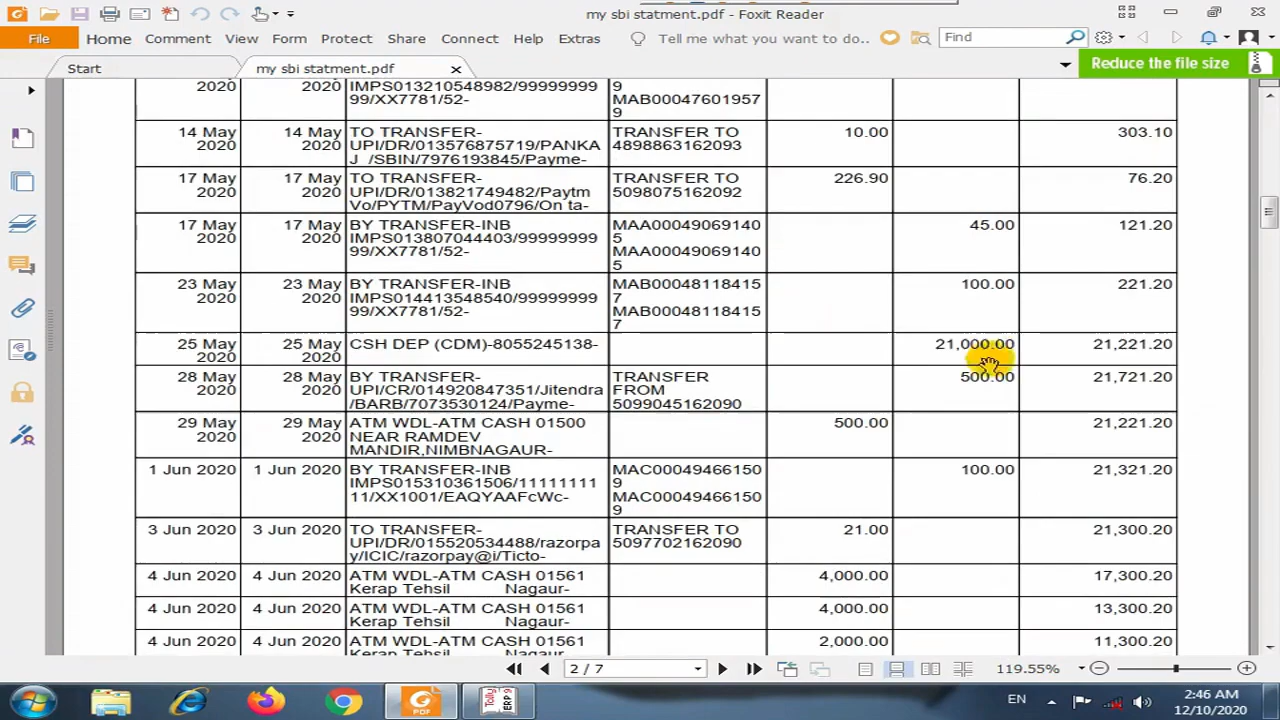 my sbi statment.pdf - Foxit Reader
File Home Comment View Form Protect Share Connect Help Extras Tell me what you want to do.. Find
Start my sbi statment.pdf
Reduce the file size
2020 2020 IMPS013210548982/99999999 9
99/XX7781/52- MAB00047601957
9
14 May 14 May TO TRANSFER- TRANSFER TO 10.00 303.10
2020 2020 UPI/DR/013576875719/PANKA 4898863162093
J /SBIN/7976193845/Payme-
17 May 17 May TO TRANSFER- TRANSFER TO 226.90 76.20
2020 2020 UPI/DR/013821749482/Paytm 5098075162092
Vo/PYTM/PayVod0796/On ta-
17 May 17 May BY TRANSFER-INB MAA00049069140 45.00 121.20
2020 2020 IMPS013807044403/99999999 5
99/XX7781/52- MAA00049069140
5
23 May 23 May BY TRANSFER-INB MAB00048118415 100.00 221.20
2020 2020 IMPS014413548540/99999999 7
99/XX7781/52- MAB00048118415
7
25 May 25 May CSH DEP (CDM)-8055245138- 21,000.00 21,221.20
2020 2020
28 May 28 May BY TRANSFER- TRANSFER 500.00 21,721.20
2020 2020 UPI/CR/014920847351/Jitendra FROM
/BARB/7073530124/Payme- 5099045162090
29 May 29 May ATM WDL-ATM CASH 01500 500.00 21,221.20
2020 2020 NEAR RAMDEV
MANDIR,NIMBNAGAUR-
1 Jun 2020 1 Jun 2020 BY TRANSFER-INB MAC00049466150 100.00 21,321.20
IMPS015310361506/11111111 9
11/XX1001/EAQYAAFcWc- MAC00049466150
9
3 Jun 2020 3 Jun 2020 TO TRANSFER- TRANSFER TO 21.00 21,300.20
UPI/DR/015520534488/razorpa 5097702162090
y/ICIC/razorpay@i/Ticto-
4 Jun 2020 4 Jun 2020 ATM WDL-ATM CASH 01561 4,000.00 17,300.20
Kerap Tehsil Nagaur-
4 Jun 2020 4 Jun 2020 ATM WDL-ATM CASH 01561 4,000.00 13,300.20
Kerap Tehsil Nagaur-
4 Jun 2020 4 Jun 2020 ATM WDL-ATM CASH 01561 2,000.00 11,300.20
Kerap Tehsil Nagaur-
2 / 7 119.55%
PDF Tally ERP 9 EN 2:46 AM
12/10/2020